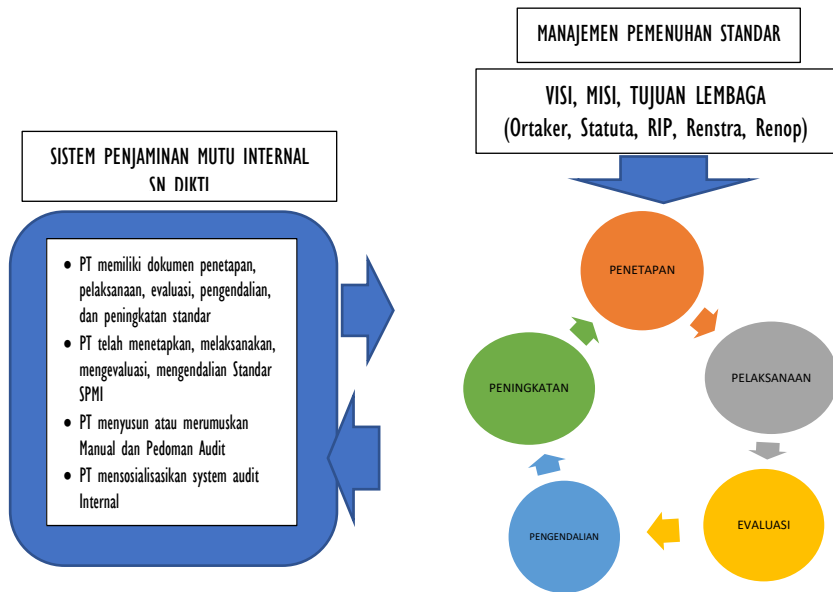 MANAJEMEN PEMENUHAN STANDAR
VISI, MISI, TUJUAN LEMBAGA
(Ortaker, Statuta, RIP, Renstra, Renop)
SISTEM PENJAMINAN MUTU INTERNAL
SN DIKTI
• PT memiliki dokumen penetapan,
pelaksanaan, evaluasi, pengendalian,
dan peningkatan standar
• PT telah menetapkan, melaksanakan,
mengevaluasi, mengendalian Standar
SPMI
• PT menyusun atau merumuskan
Manual dan Pedoman Audit
• PT mensosialisasikan system audit
Internal
PENETAPAN
PELAKSANAAN
EVALUASI
PENGENDALIAN
PENINGKATAN